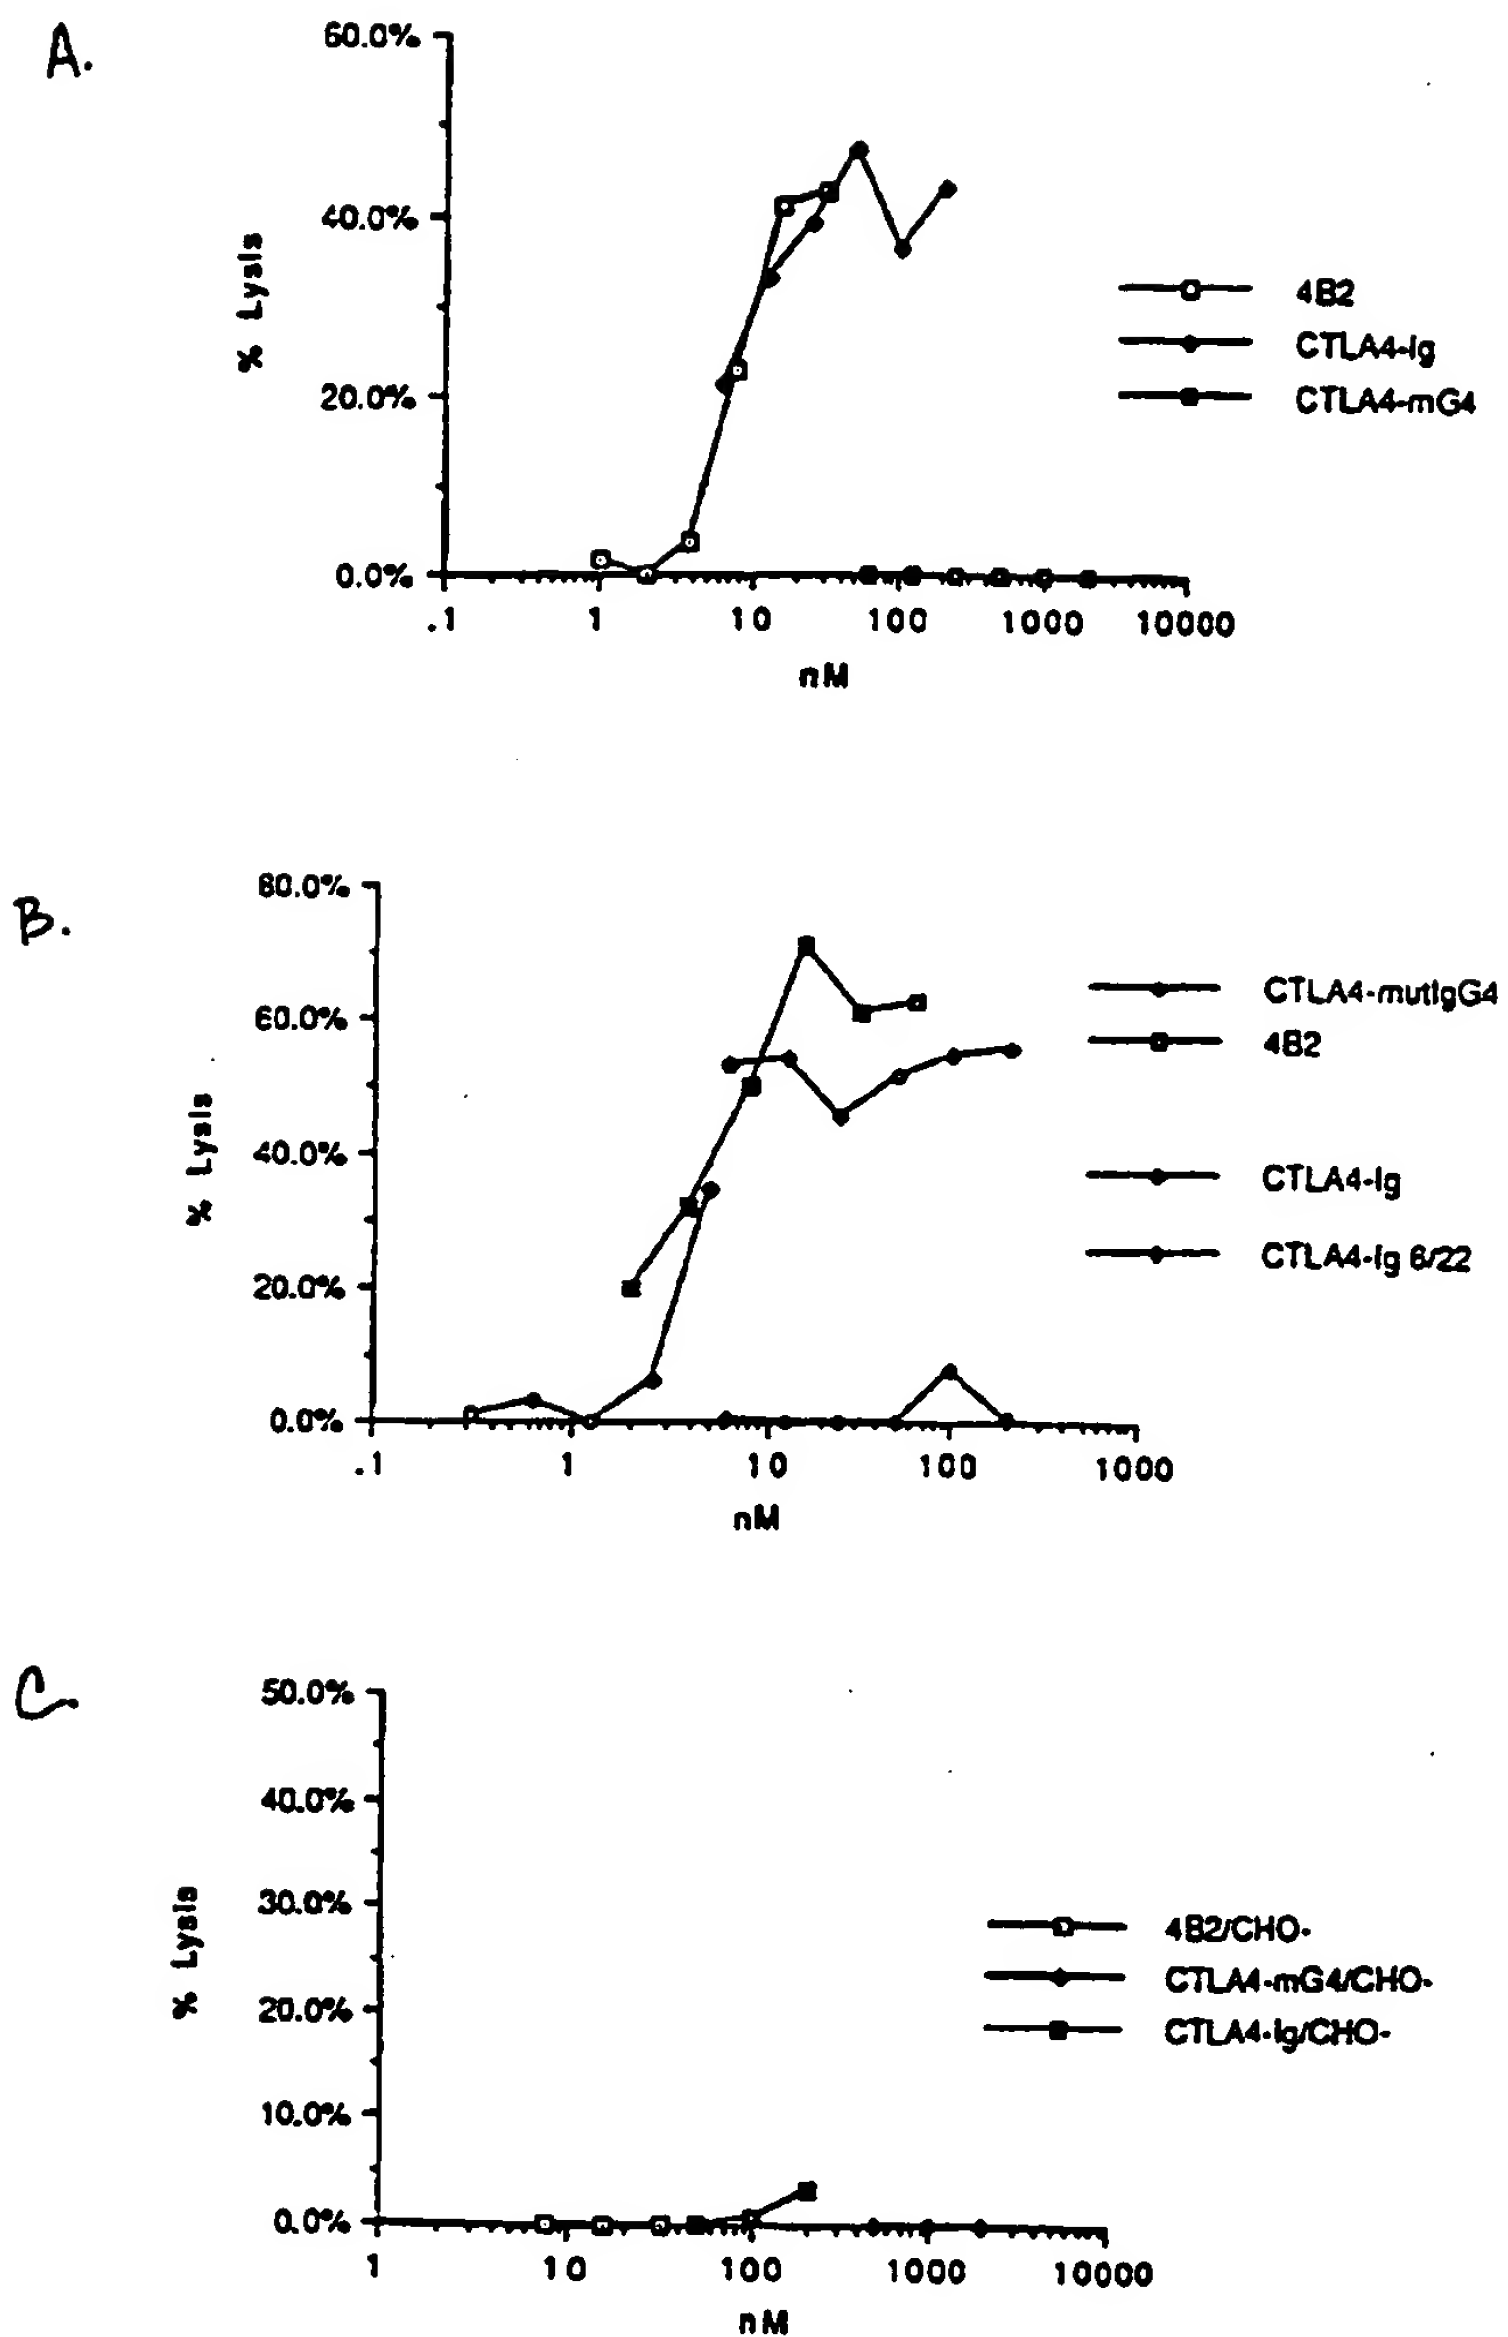 A.
60.0%
40.0%
20.0%
0.0%
% Lysis
.1 1 10 100 1000 10000
nM
4B2
CTLA4-Ig
CTLA4-mG4
B.
80.0%
60.0%
40.0%
20.0%
0.0%
% Lysis
.1 1 10 100 1000
nM
CTLA4-mutIgG4
4B2
CTLA4-Ig
CTLA4-Ig 6/22
C
50.0%
40.0%
30.0%
20.0%
10.0%
0.0%
% Lysis
1 10 100 1000 10000
nM
4B2/CHO-
CTLA4-mG4/CHO-
CTLA4-Ig/CHO-